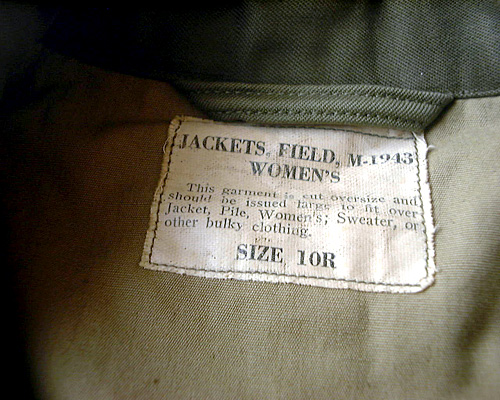 JACKETS, FIELD, M-1943
WOMEN'S
This garment is cut oversize and
should be issued large to fit over
Jacket, Pile, Women's; Sweater, or
other bulky clothing.
SIZE 10R